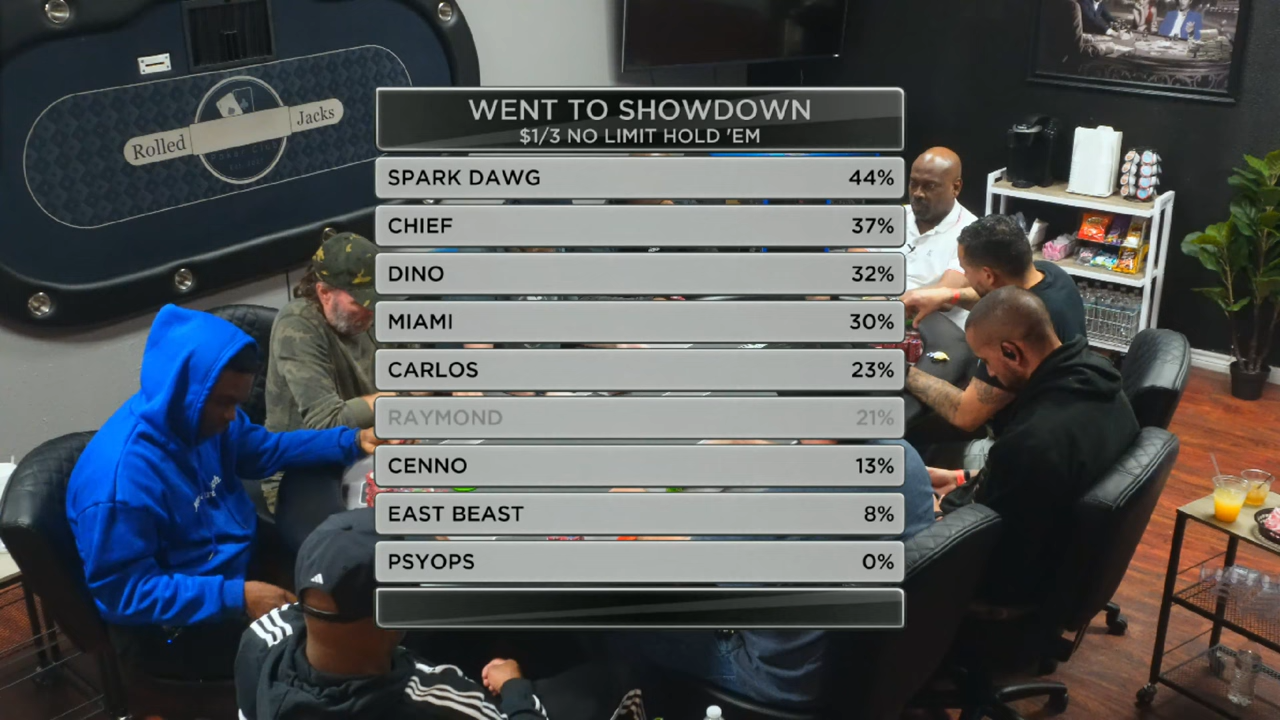 Rolled
Jacks
WENT TO SHOWDOWN
$1/3 NO LIMIT HOLD 'EM
SPARK DAWG 44%
CHIEF 37%
DINO 32%
MIAMI 30%
CARLOS 23%
RAYMOND 21%
CENNO 13%
EAST BEAST 8%
PSYOPS 0%